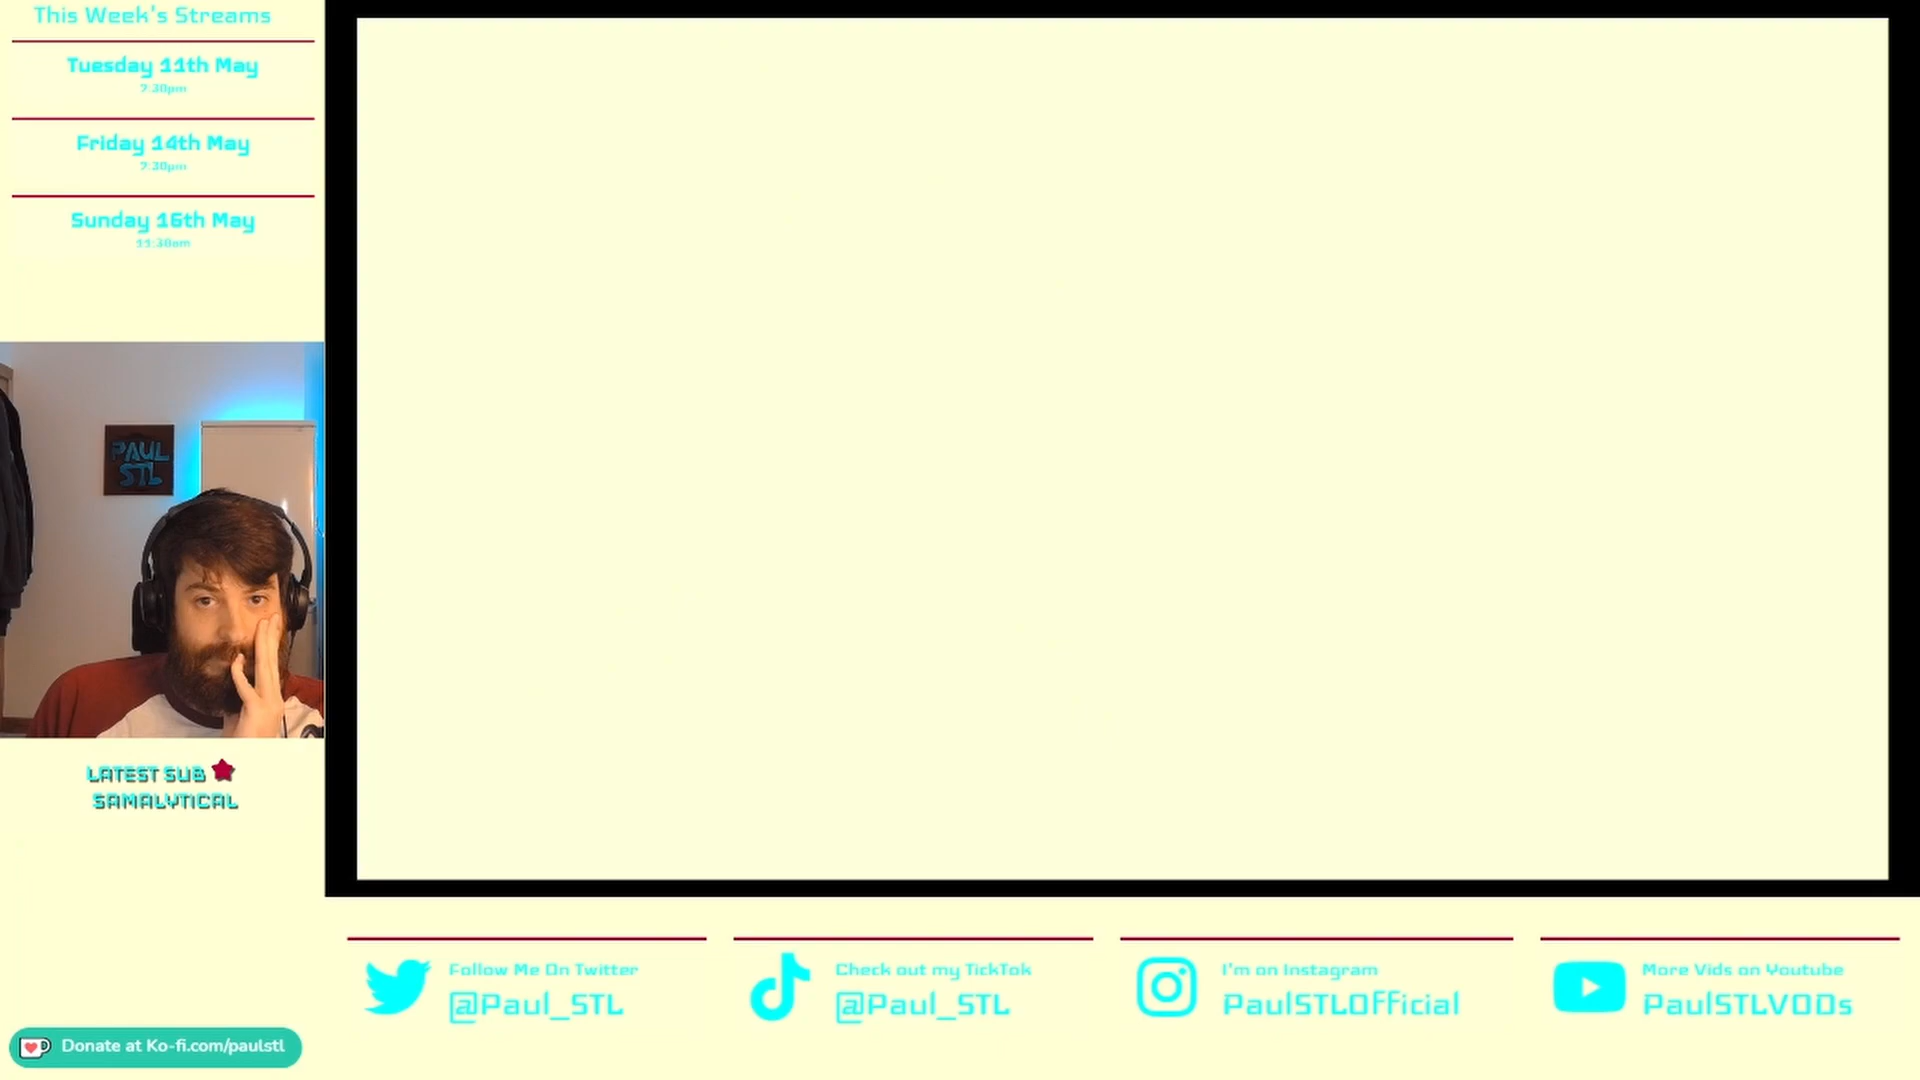 This Week's Streams
Tuesday 11th May
7.30pm
Friday 14th May
7:30pm
Sunday 16th May
11:30am
PAUL
STL
LATEST SUB
SAMALYTICAL
Follow Me On Twitter
@Paul_STL
Check out my TickTok
@Paul_STL
I'm on Instagram
PaulSTLOfficial
More Vids on Youtube
PaulSTLVODs
Donate at Ko-fi.com/paulstl